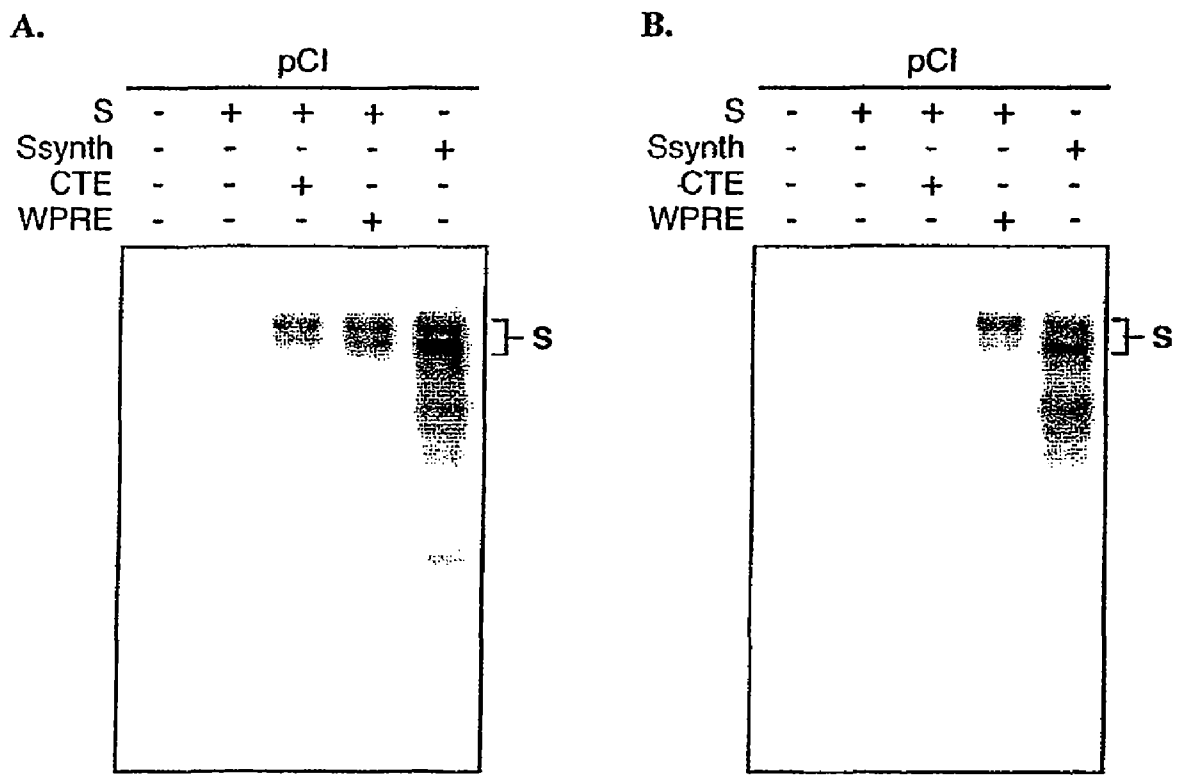 A.
pCI
S - + + + -
Ssynth - - - - +
CTE - - + - -
WPRE - - - + -
S
B.
pCI
S - + + + -
Ssynth - - - - +
CTE - - + - -
WPRE - - - + -
S